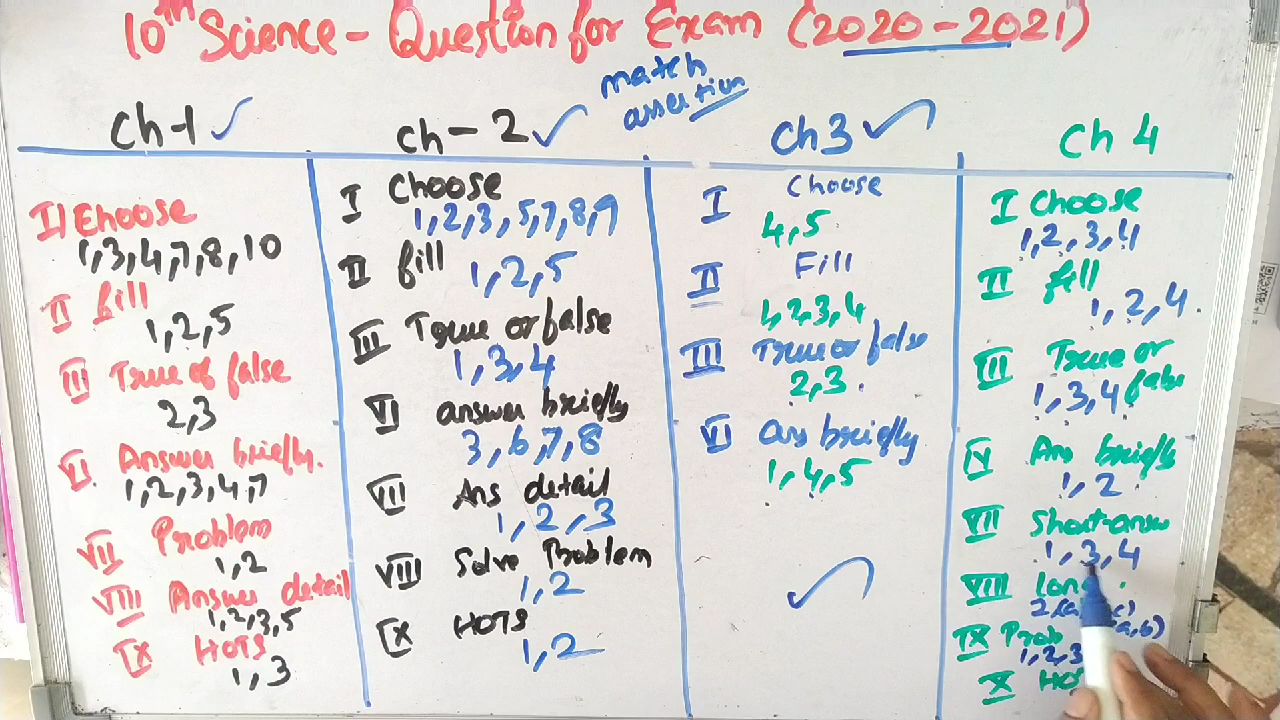 10th Science - Question for Exam (2020-2021)
match
assertion
Ch-1 ✓
I) Choose
1,3,4,7,8,10
II fill
1,2,5
III True of false
2,3
VI Answer briefly.
1,2,3,4,7
VII Problem
1,2
VIII Answer detail
1,2,3,5
IX HOTS
1,3
ch-2 ✓
I Choose
1,2,3,5,7,8,9
II fill
1,2,5
III True or false
1,3,4
VI answer briefly
3,6,7,8
VII Ans detail
1,2,3
VIII Solve Problem
1,2
IX HOTS
1,2
Ch3 ✓
I Choose
4,5
II Fill
1,2,3,4
III True or false
2,3.
VI Ans briefly.
1,4,5
✓
Ch 4
I Choose
1,2,3,4
II fill
1,2,4.
III True or
false
1,3,4
V Ans briefly
1,2
VII Short-answ
1,3,4
VIII
IX Prob
1,2,3
X